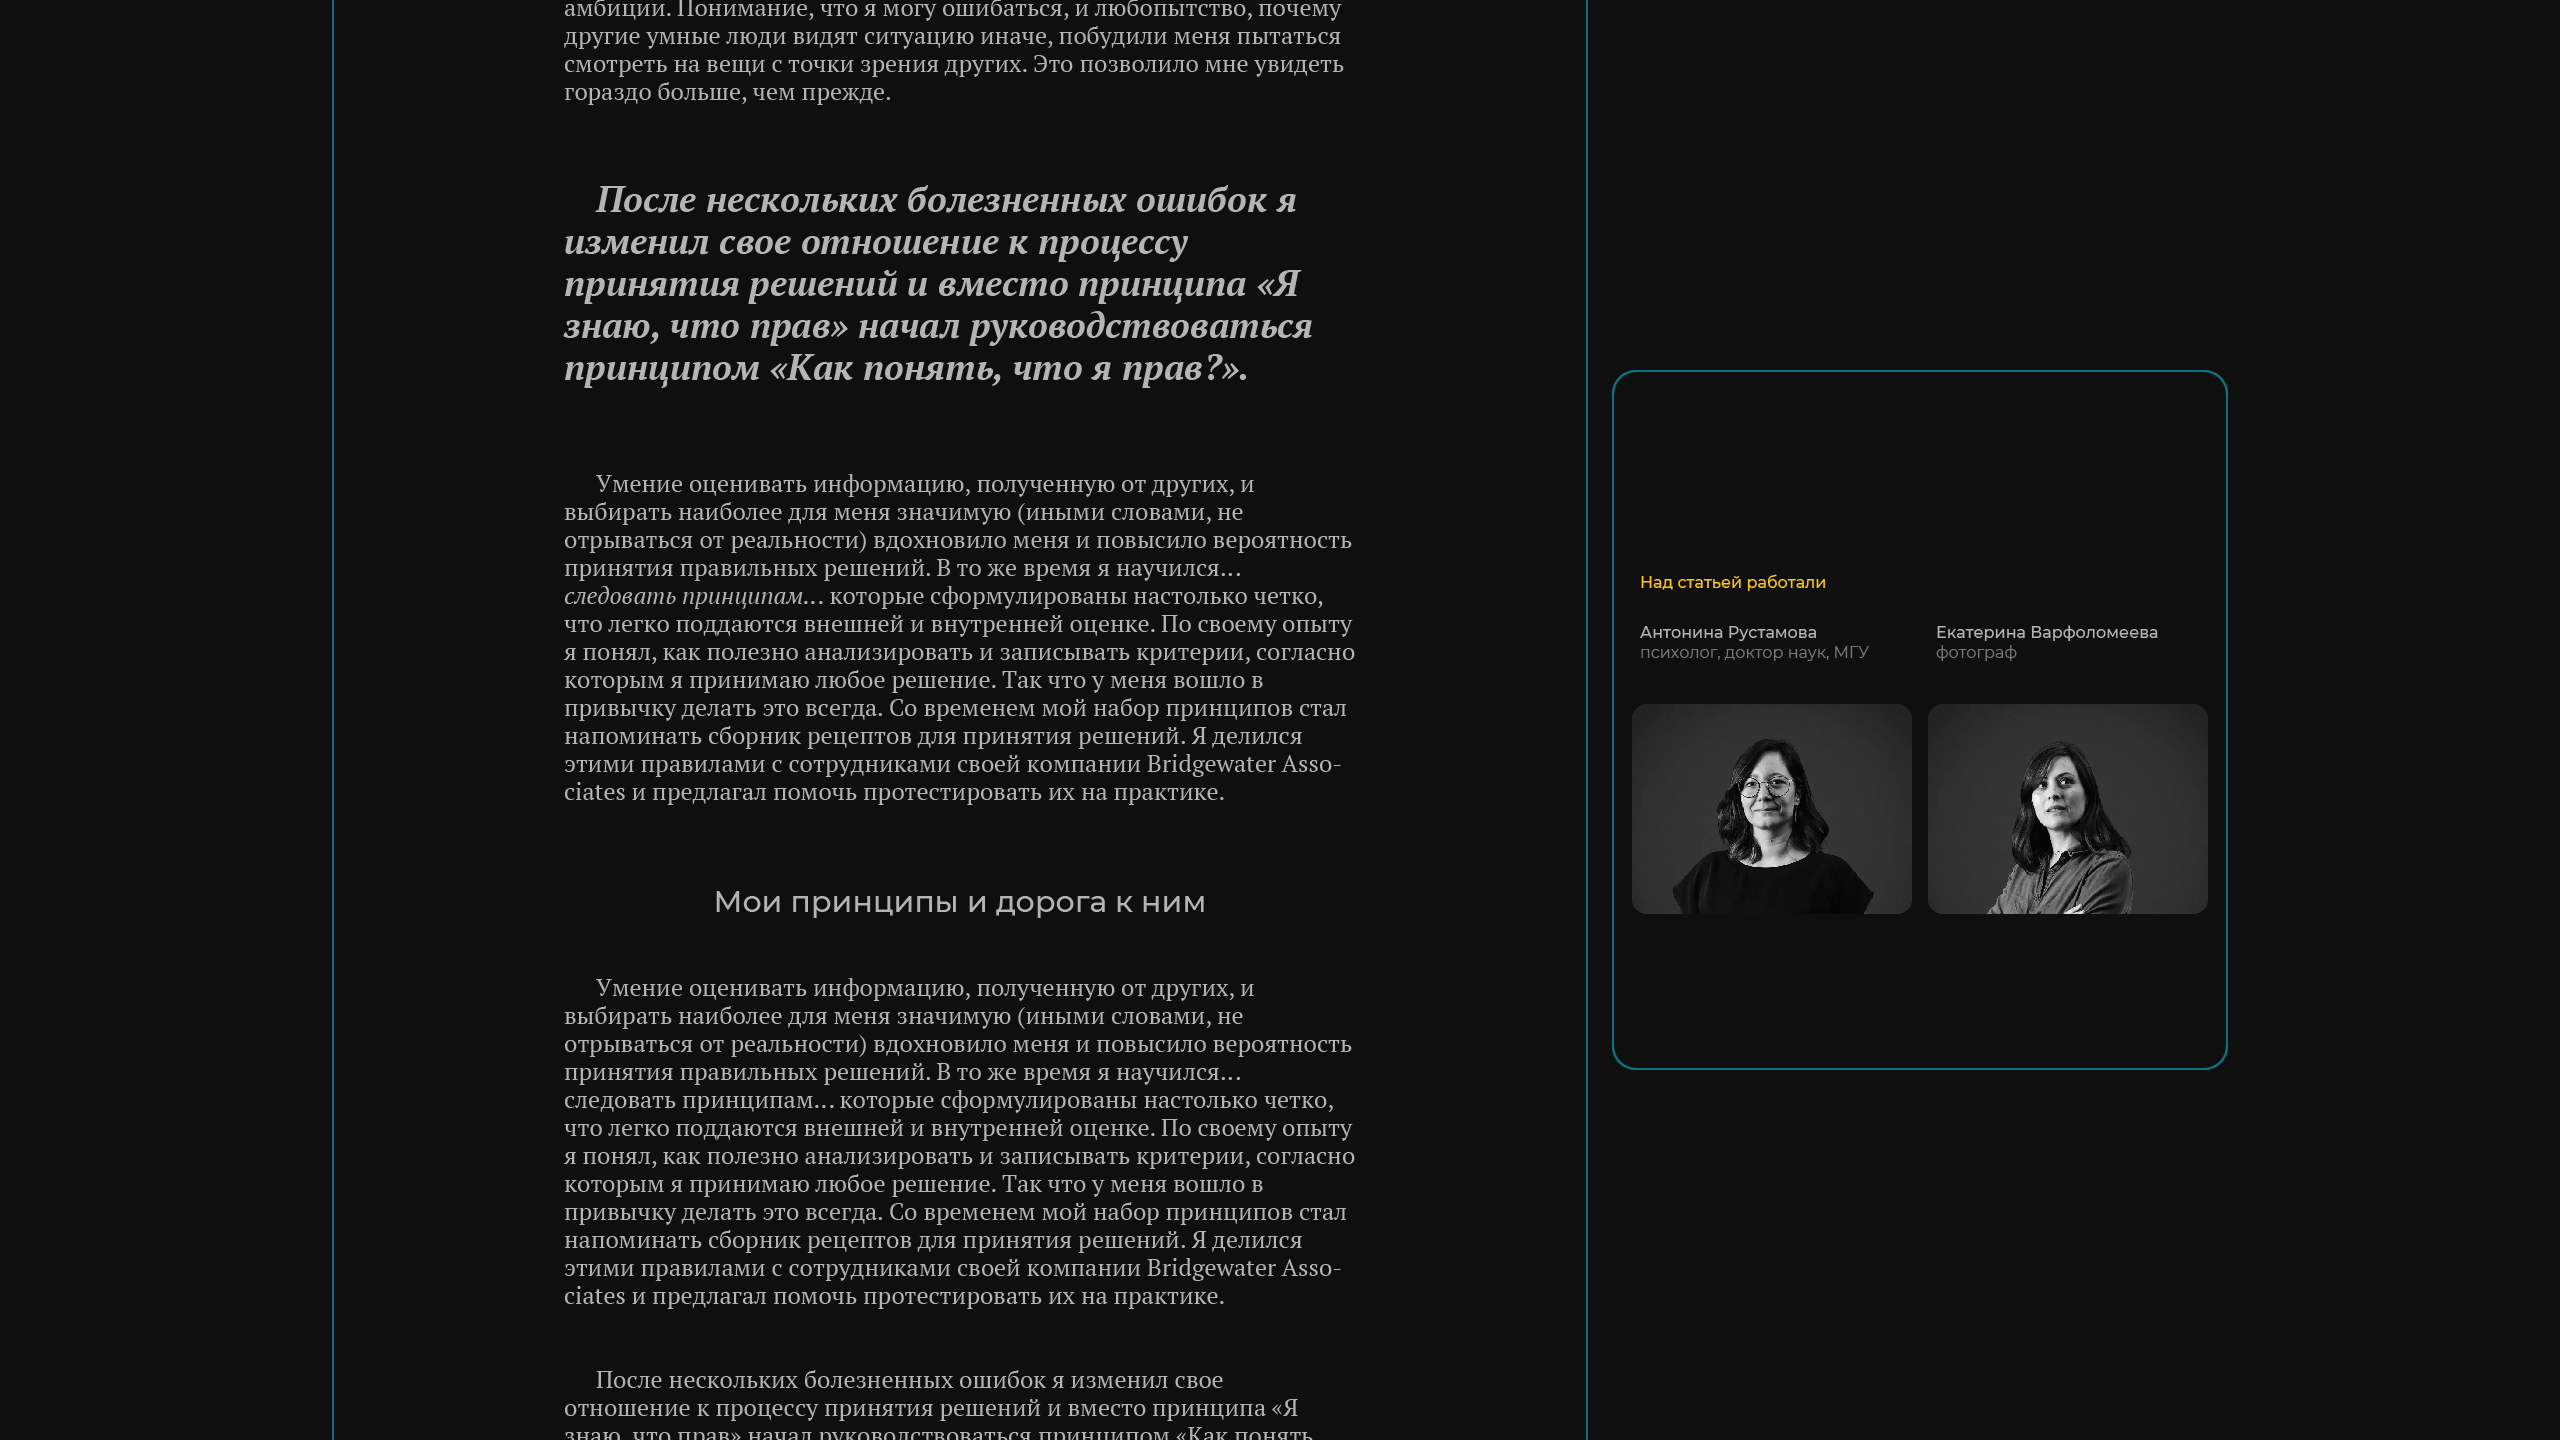 амбиции. Понимание, что я могу ошибаться, и любопытство, почему
другие умные люди видят ситуацию иначе, побудили меня пытаться
смотреть на вещи с точки зрения других. Это позволило мне увидеть
гораздо больше, чем прежде.
После нескольких болезненных ошибок я
изменил свое отношение к процессу
принятия решений и вместо принципа «Я
знаю, что прав» начал руководствоваться
принципом «Как понять, что я прав?».
Умение оценивать информацию, полученную от других, и
выбирать наиболее для меня значимую (иными словами, не
отрываться от реальности) вдохновило меня и повысило вероятность
принятия правильных решений. В то же время я научился...
следовать принципам... которые сформулированы настолько четко,
что легко поддаются внешней и внутренней оценке. По своему опыту
я понял, как полезно анализировать и записывать критерии, согласно
которым я принимаю любое решение. Так что у меня вошло в
привычку делать это всегда. Со временем мой набор принципов стал
напоминать сборник рецептов для принятия решений. Я делился
этими правилами с сотрудниками своей компании Bridgewater Asso-
ciates и предлагал помочь протестировать их на практике.
Мои принципы и дорога к ним
Умение оценивать информацию, полученную от других, и
выбирать наиболее для меня значимую (иными словами, не
отрываться от реальности) вдохновило меня и повысило вероятность
принятия правильных решений. В то же время я научился...
следовать принципам... которые сформулированы настолько четко,
что легко поддаются внешней и внутренней оценке. По своему опыту
я понял, как полезно анализировать и записывать критерии, согласно
которым я принимаю любое решение. Так что у меня вошло в
привычку делать это всегда. Со временем мой набор принципов стал
напоминать сборник рецептов для принятия решений. Я делился
этими правилами с сотрудниками своей компании Bridgewater Asso-
ciates и предлагал помочь протестировать их на практике.
После нескольких болезненных ошибок я изменил свое
отношение к процессу принятия решений и вместо принципа «Я
знаю, что прав» начал руководствоваться принципом «Как понять,
Над статьей работали
Антонина Рустамова
психолог, доктор наук, МГУ
Екатерина Варфоломеева
фотограф